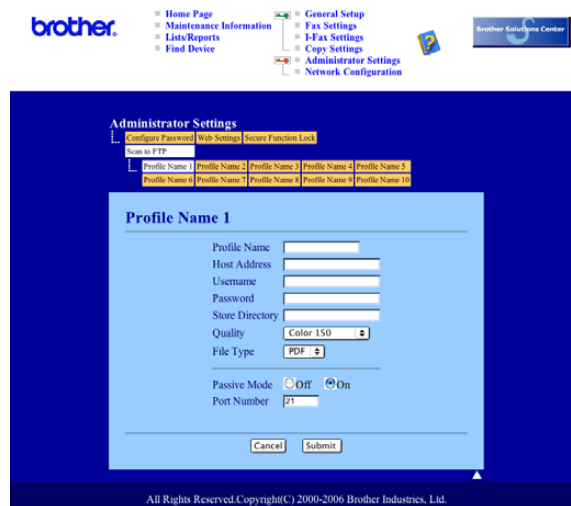 brother.
Home Page
Maintenance Information
Lists/Reports
Find Device
General Setup
Fax Settings
I-Fax Settings
Copy Settings
Administrator Settings
Network Configuration
?
Brother Solutions Center
Administrator Settings
Configure Password Web Settings Secure Function Lock
Scan to FTP
Profile Name 1 Profile Name 2 Profile Name 3 Profile Name 4 Profile Name 5
Profile Name 6 Profile Name 7 Profile Name 8 Profile Name 9 Profile Name 10
Profile Name 1
Profile Name
Host Address
Username
Password
Store Directory
Quality Color 150
File Type PDF
Passive Mode Off On
Port Number 21
Cancel Submit
All Rights Reserved.Copyright(C) 2000-2006 Brother Industries, Ltd.